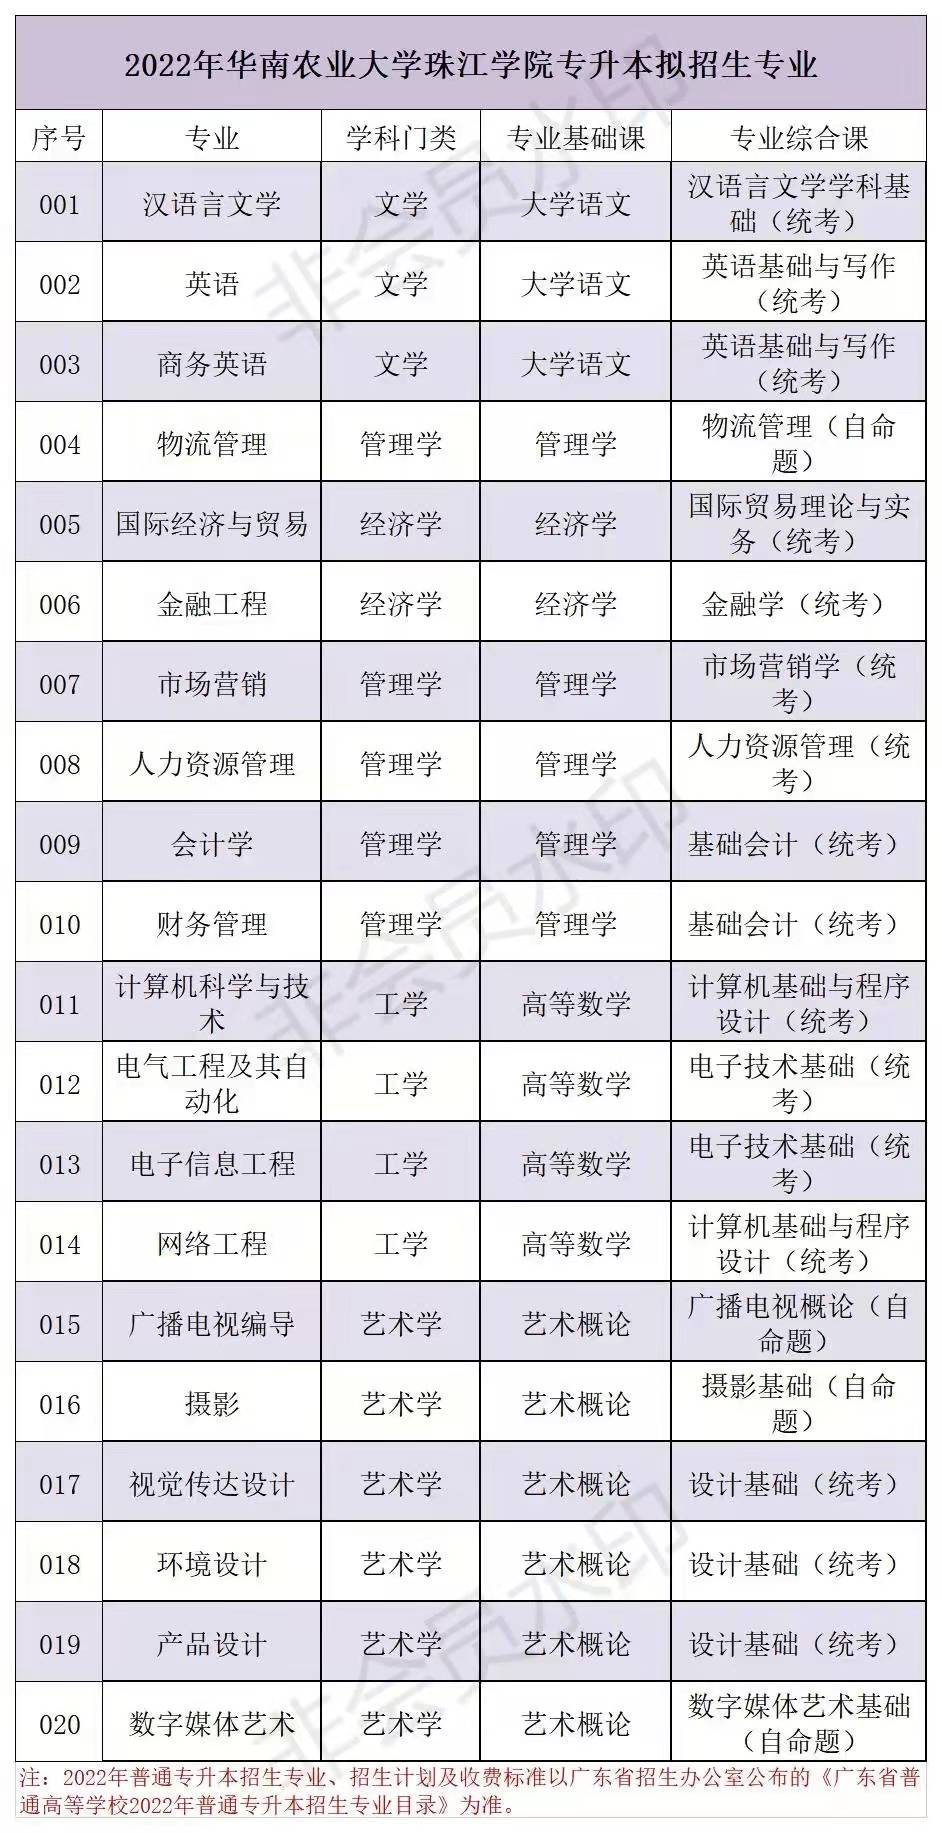 2022年华南农业大学珠江学院专升本拟招生专业
序号 专业 学科门类 专业基础课 专业综合课
001 汉语言文学 文学 大学语文 汉语言文学学科基
础（统考）
002 英语 文学 大学语文 英语基础与写作
（统考）
003 商务英语 文学 大学语文 英语基础与写作
（统考）
004 物流管理 管理学 管理学 物流管理（自命
题）
005 国际经济与贸易 经济学 经济学 国际贸易理论与实
务（统考）
006 金融工程 经济学 经济学 金融学（统考）
007 市场营销 管理学 管理学 市场营销学（统
考）
008 人力资源管理 管理学 管理学 人力资源管理（统
考）
009 会计学 管理学 管理学 基础会计（统考）
010 财务管理 管理学 管理学 基础会计（统考）
011 计算机科学与技
术 工学 高等数学 计算机基础与程序
设计（统考）
012 电气工程及其自
动化 工学 高等数学 电子技术基础（统
考）
013 电子信息工程 工学 高等数学 电子技术基础（统
考）
014 网络工程 工学 高等数学 计算机基础与程序
设计（统考）
015 广播电视编导 艺术学 艺术概论 广播电视概论（自
命题）
016 摄影 艺术学 艺术概论 摄影基础（自命
题）
017 视觉传达设计 艺术学 艺术概论 设计基础（统考）
018 环境设计 艺术学 艺术概论 设计基础（统考）
019 产品设计 艺术学 艺术概论 设计基础（统考）
020 数字媒体艺术 艺术学 艺术概论 数字媒体艺术基础
（自命题）
注：2022年普通专升本招生专业、招生计划及收费标准以广东省招生办公室公布的《广东省普
通高等学校2022年普通专升本招生专业目录》为准。
非会员水印
非会员水印
非会员水印